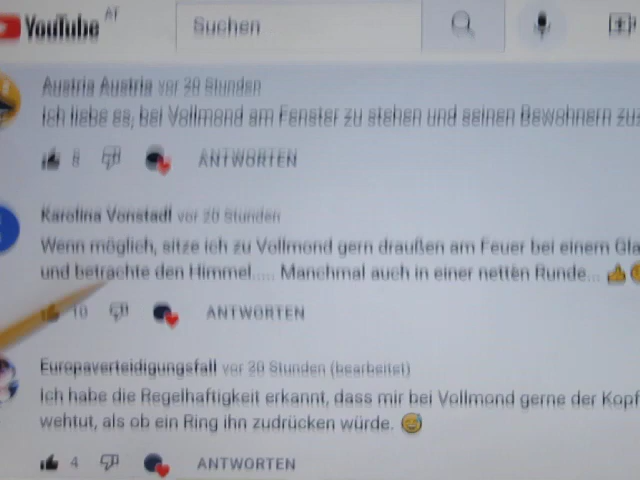 YouTube AT
Suchen
Austria Austria vor 20 Stunden
Ich liebe es, bei Vollmond am Fenster zu stehen und seinen Bewohnern
8 ANTWORTEN
Karolina Vonstadl vor 20 Stunden
Wenn möglich, sitze ich zu Vollmond gern draußen am Feuer bei einem
und betrachte den Himmel..... Manchmal auch in einer netten Runde... 👍
10 ANTWORTEN
Europaverteidigungsfall vor 20 Stunden (bearbeitet)
Ich habe die Regelhaftigkeit erkannt, dass mir bei Vollmond gerne der Kopf
wehtut, als ob ein Ring ihn zudrücken würde. 😅
4 ANTWORTEN